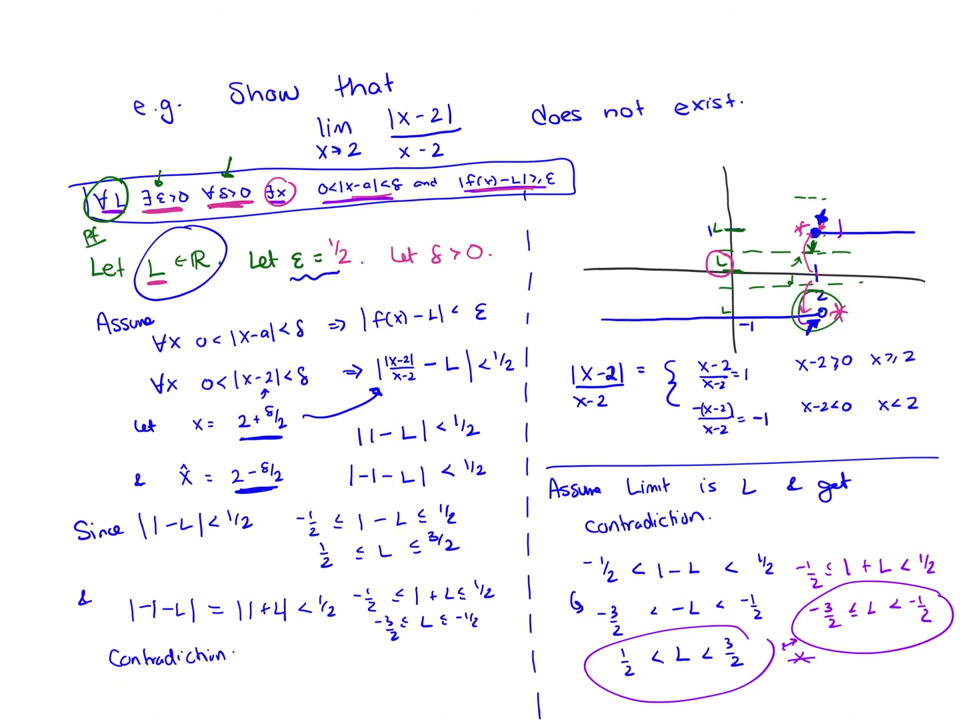 e.g. Show that
lim x→2 |x-2| / x-2 does not exist.
∀L ∃ε>0 ∀δ>0 ∃x 0<|x-a|<δ and |f(x)-L|≥ε
Pf
Let L ∈ ℝ. Let ε = 1/2. Let δ > 0.
Assume
∀x 0<|x-a|<δ ⇒ |f(x)-L| < ε
∀x 0<|x-2|<δ ⇒ ||x-2|/x-2 - L| < 1/2
Let x = 2+δ/2 |1-L| < 1/2
& x̂ = 2-δ/2 |-1-L| < 1/2
Since |1-L| < 1/2 -1/2 ≤ 1-L ≤ 1/2
1/2 ≤ L ≤ 3/2
& |-1-L| = |1+L| < 1/2 -1/2 ≤ 1+L ≤ 1/2
-3/2 ≤ L ≤ -1/2
Contradiction.
1 L
L
1
2
L
-1
|x-2| / x-2 = { x-2/x-2 = 1 x-2≥0 x≥2
-(x-2)/x-2 = -1 x-2<0 x<2
Assume Limit is L & get
contradiction.
-1/2 < 1-L < 1/2 -1/2 ≤ 1+L < 1/2
-3/2 < -L < -1/2 -3/2 ≤ L < -1/2
1/2 < L < 3/2